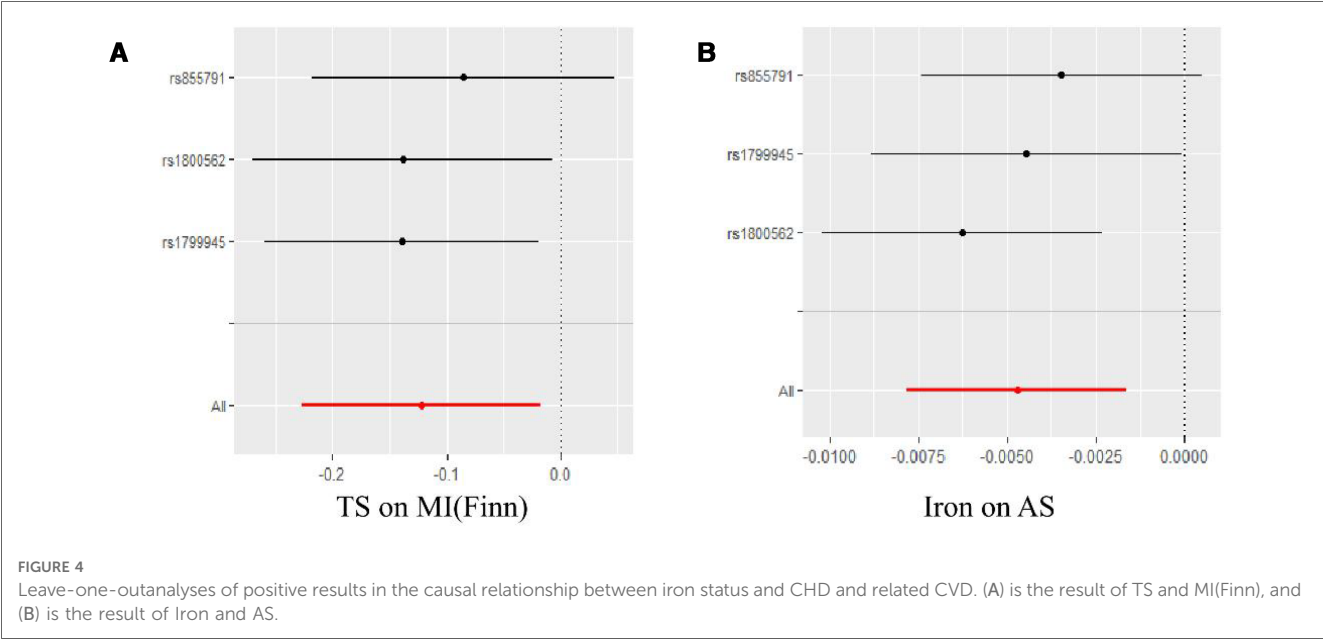 A
rs855791
rs1800562
rs1799945
All
-0.2 -0.1 0.0
TS on MI(Finn)
B
rs855791
rs1799945
rs1800562
All
-0.0100 -0.0075 -0.0050 -0.0025 0.0000
Iron on AS
FIGURE 4
Leave-one-outanalyses of positive results in the causal relationship between iron status and CHD and related CVD. (A) is the result of TS and MI(Finn), and
(B) is the result of Iron and AS.